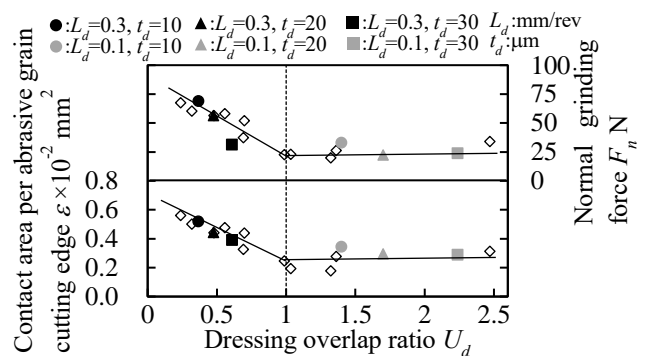 ●:L_d=0.3, t_d=10 ▲:L_d=0.3, t_d=20 ■:L_d=0.3, t_d=30 L_d:mm/rev
●:L_d=0.1, t_d=10 ▲:L_d=0.1, t_d=20 ■:L_d=0.1, t_d=30 t_d:μm
Contact area per abrasive grain
cutting edge ε×10⁻² mm²
100
75
50
25
0
Normal grinding
force F_n N
0.8
0.6
0.4
0.2
0.0
0 0.5 1 1.5 2 2.5
Dressing overlap ratio U_d